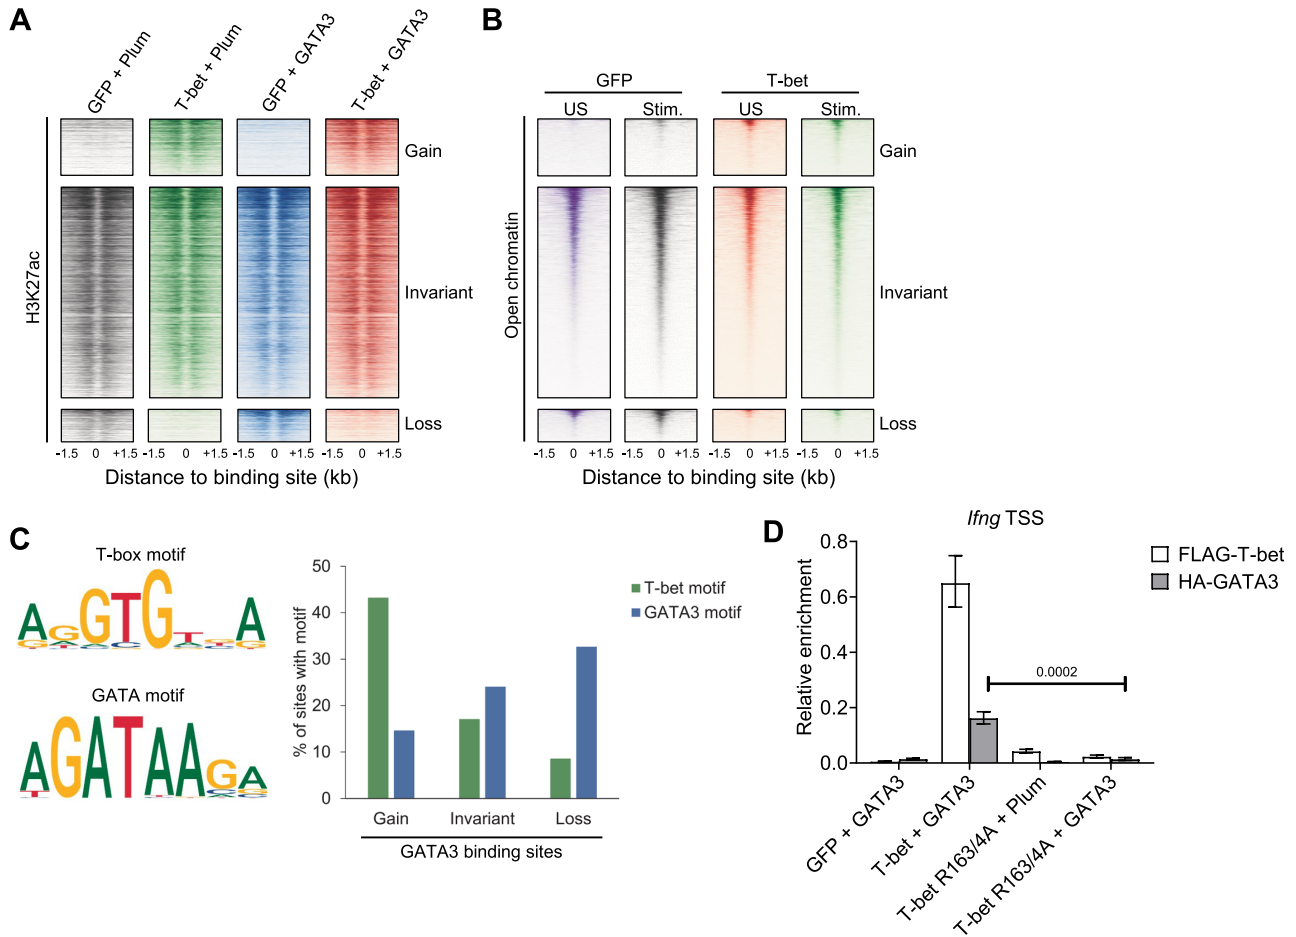 A
GFP + Plum
T-bet + Plum
GFP + GATA3
T-bet + GATA3
H3K27ac
Gain
Invariant
Loss
-1.5 0 +1.5 -1.5 0 +1.5 -1.5 0 +1.5 -1.5 0 +1.5
Distance to binding site (kb)
B
GFP T-bet
US Stim. US Stim.
Open chromatin
Gain
Invariant
Loss
-1.5 0 +1.5 -1.5 0 +1.5 -1.5 0 +1.5 -1.5 0 +1.5
Distance to binding site (kb)
C
T-box motif
GATA motif
% of sites with motif
50
40
30
20
10
0
T-bet motif
GATA3 motif
Gain Invariant Loss
GATA3 binding sites
D
Ifng TSS
Relative enrichment
0.8
0.6
0.4
0.2
0.0
0.0002
FLAG-T-bet
HA-GATA3
GFP + GATA3
T-bet + GATA3
T-bet R163/4A + Plum
T-bet R163/4A + GATA3